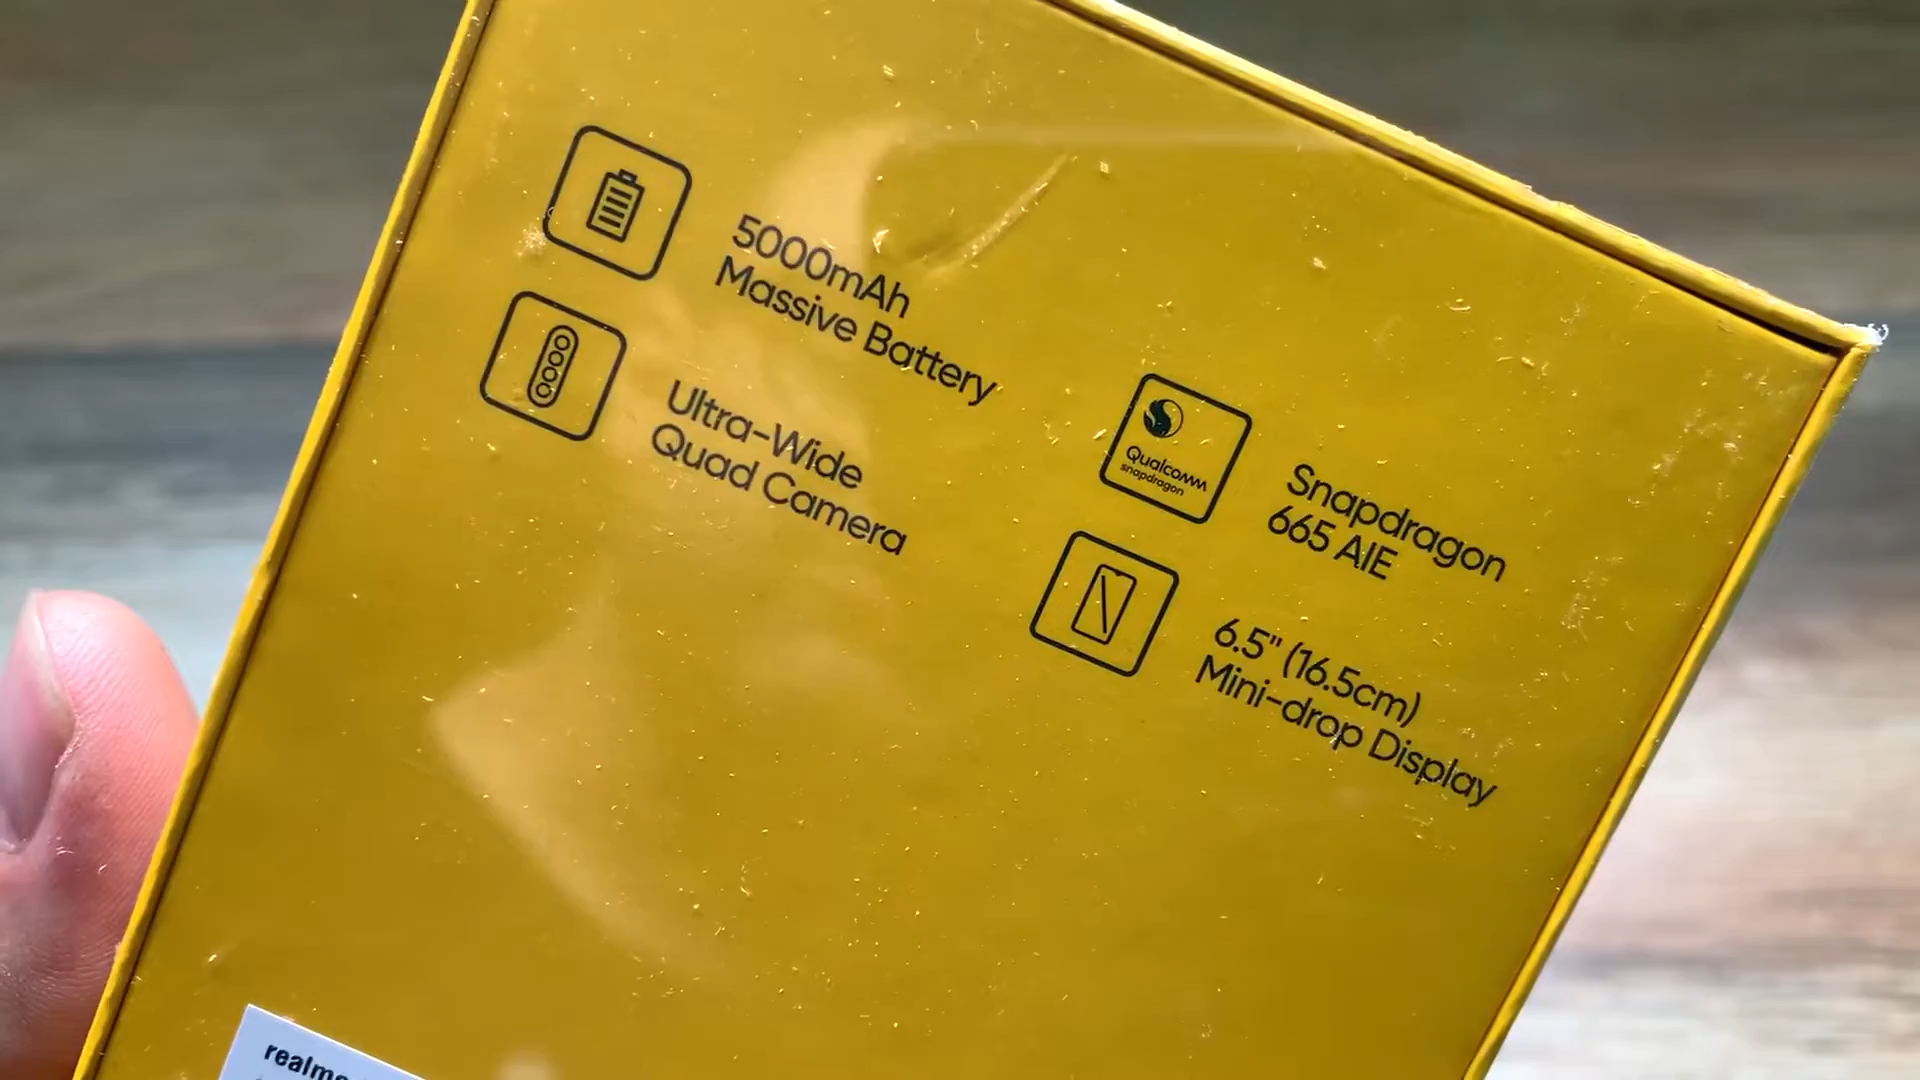 5000mAh
Massive Battery
Ultra-Wide
Quad Camera
Qualcomm
snapdragon
Snapdragon
665 AIE
6.5" (16.5cm)
Mini-drop Display
realme